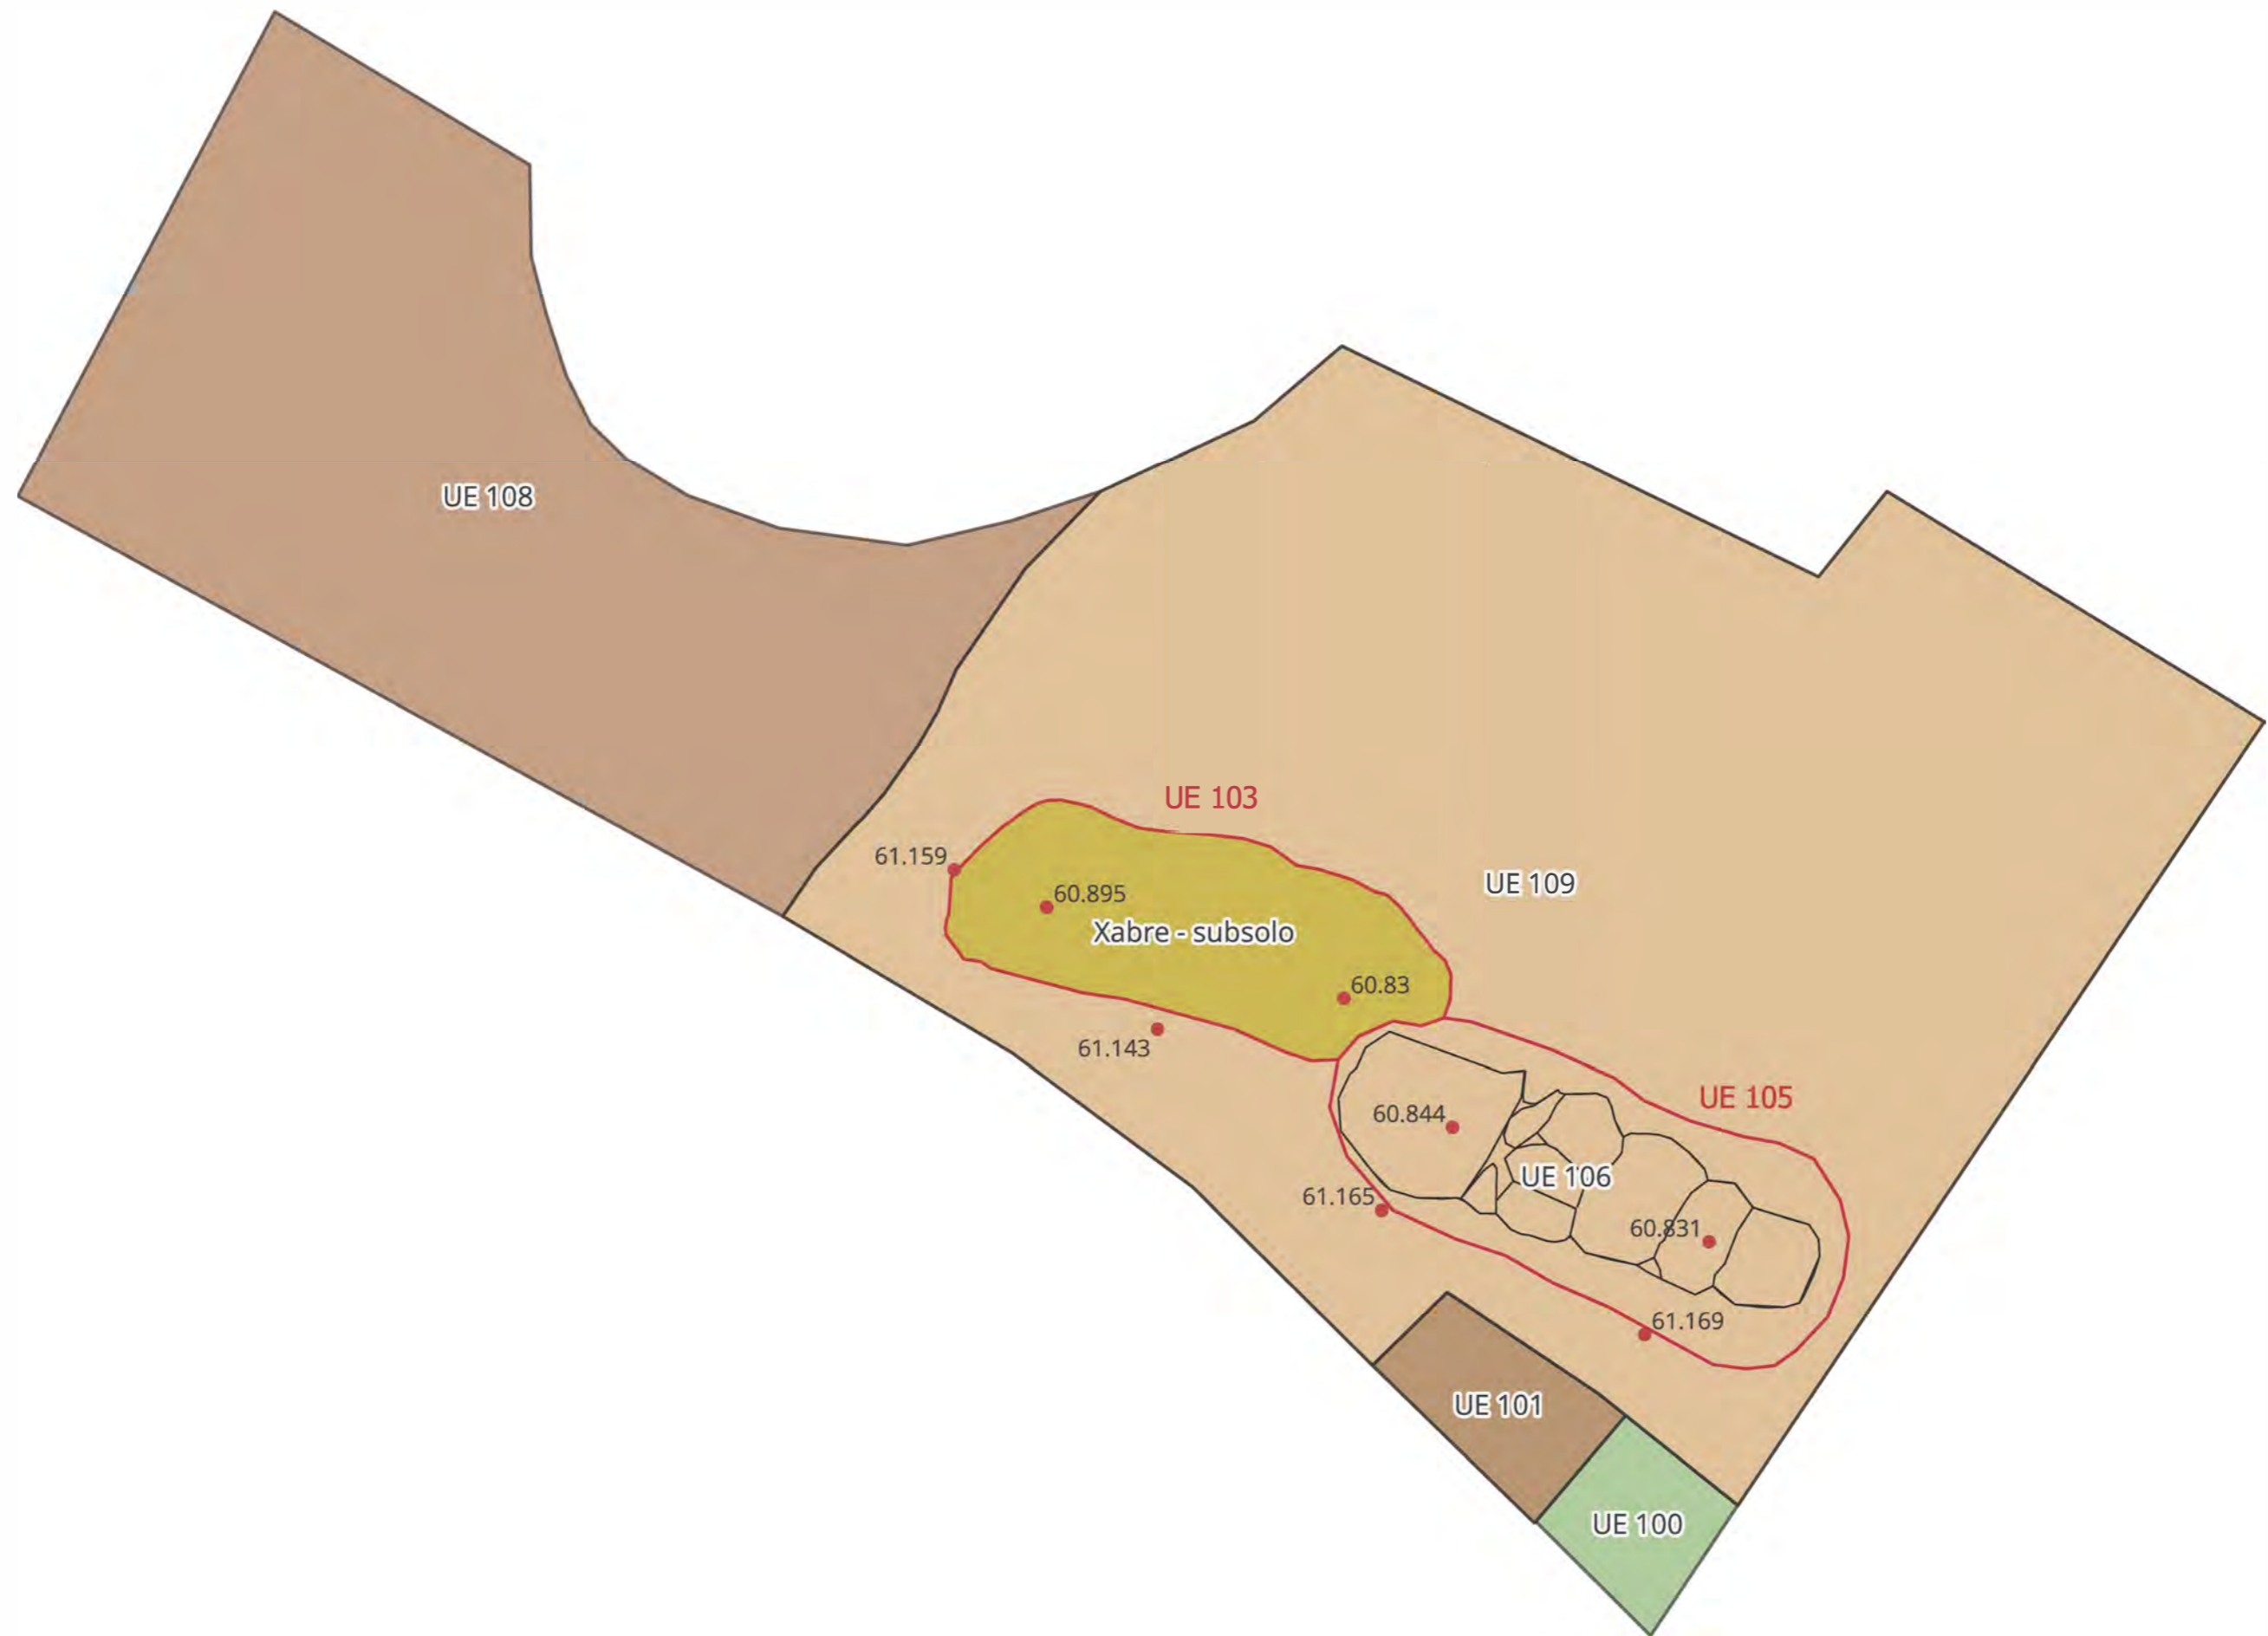 UE 108
UE 103
61.159
60.895
UE 109
Xabre - subsolo
60.83
61.143
UE 105
60.844
UE 106
61.165
60.831
61.169
UE 101
UE 100